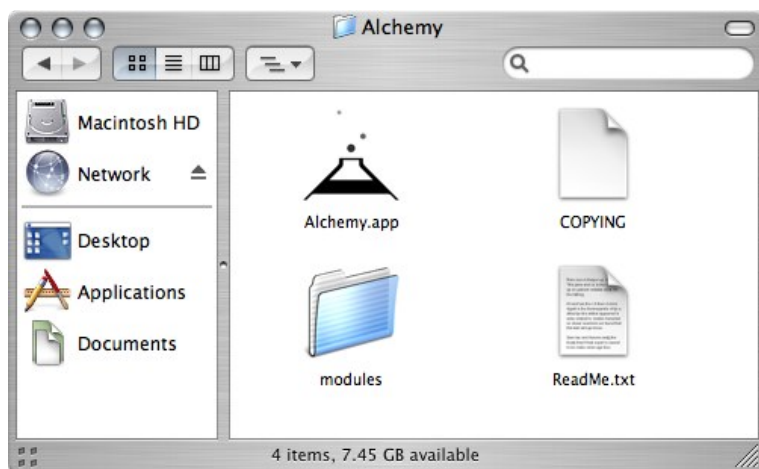 Alchemy
Macintosh HD
Network
Desktop
Applications
Documents
Alchemy.app
COPYING
modules
ReadMe.txt
4 items, 7.45 GB available